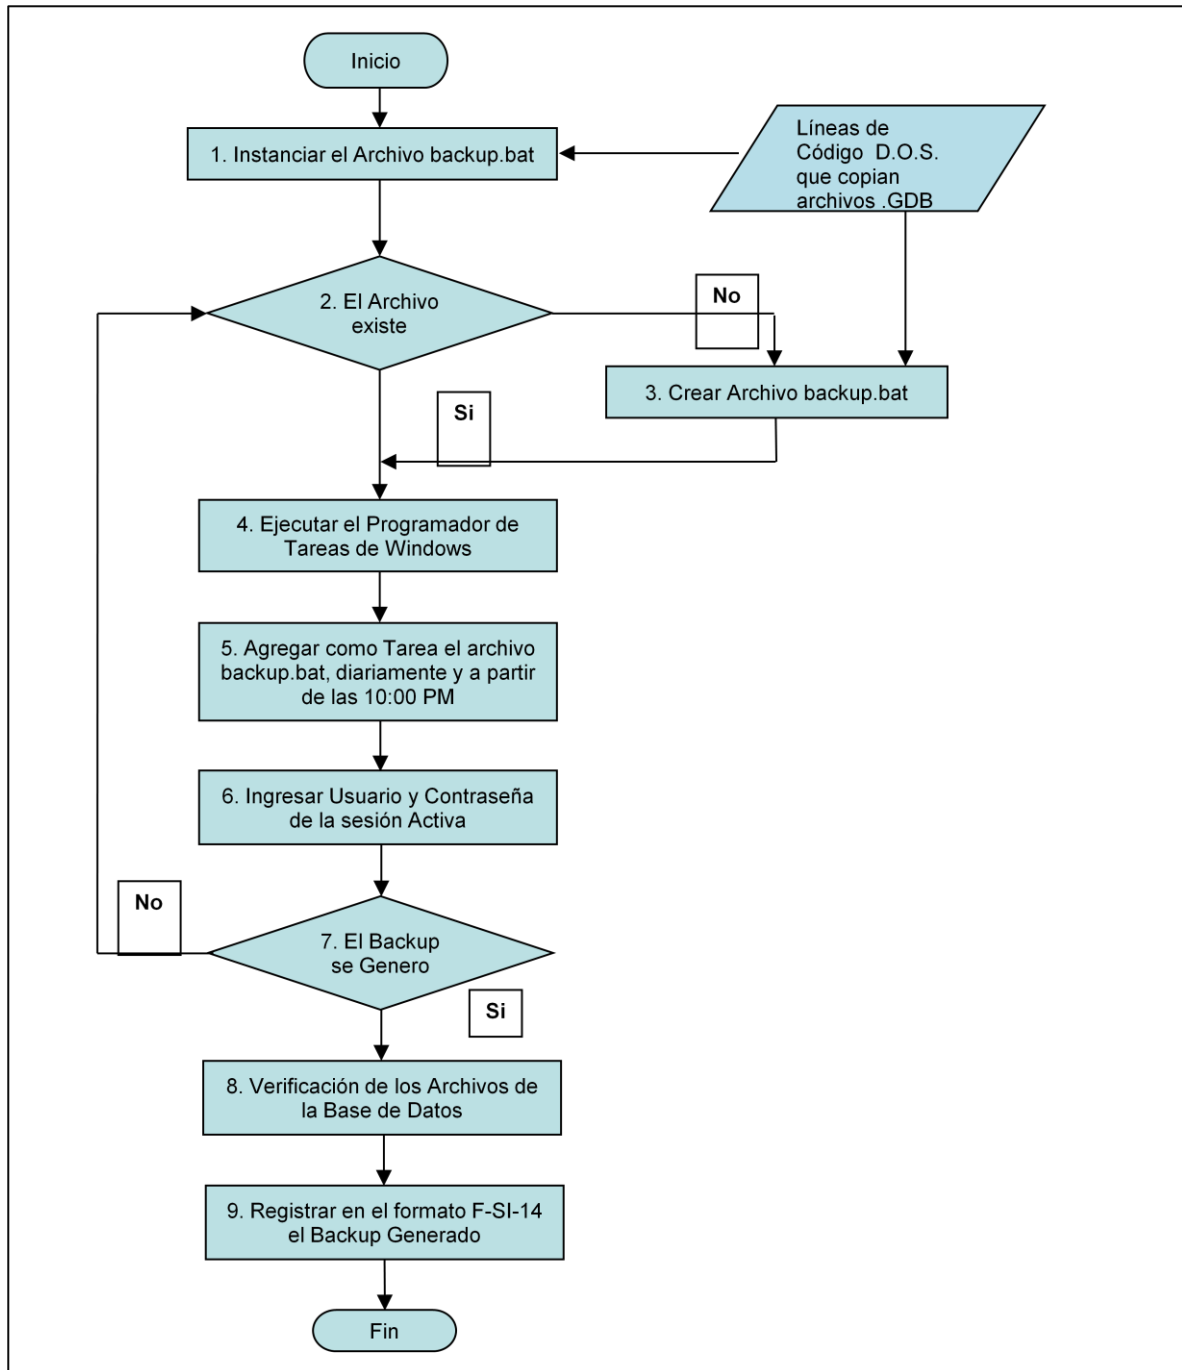 Inicio
1. Instanciar el Archivo backup.bat
Líneas de
Código D.O.S.
que copian
archivos .GDB
2. El Archivo
existe
No
3. Crear Archivo backup.bat
Si
4. Ejecutar el Programador de
Tareas de Windows
5. Agregar como Tarea el archivo
backup.bat, diariamente y a partir
de las 10:00 PM
6. Ingresar Usuario y Contraseña
de la sesión Activa
No
7. El Backup
se Genero
Si
8. Verificación de los Archivos de
la Base de Datos
9. Registrar en el formato F-SI-14
el Backup Generado
Fin